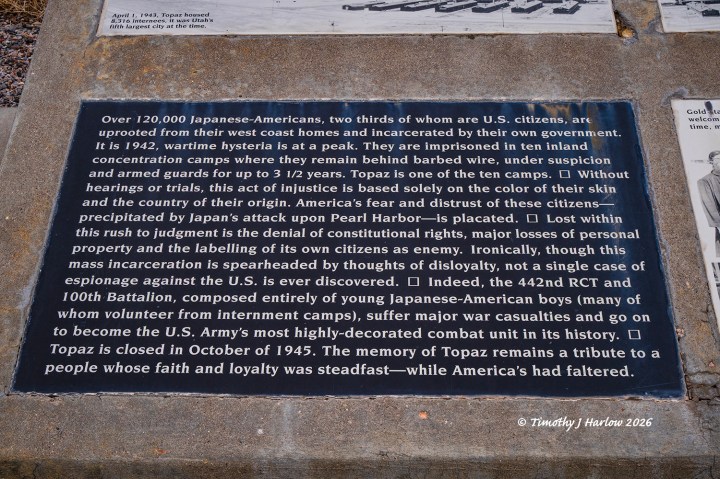 April 1, 1943, Topaz housed
8,316 internees. It was Utah's
fifth largest city at the time.
Over 120,000 Japanese-Americans, two thirds of whom are U.S. citizens, are
uprooted from their west coast homes and incarcerated by their own government.
It is 1942, wartime hysteria is at a peak. They are imprisoned in ten inland
concentration camps where they remain behind barbed wire, under suspicion
and armed guards for up to 3 1/2 years. Topaz is one of the ten camps. □ Without
hearings or trials, this act of injustice is based solely on the color of their skin
and the country of their origin. America's fear and distrust of these citizens—
precipitated by Japan's attack upon Pearl Harbor—is placated. □ Lost within
this rush to judgment is the denial of constitutional rights, major losses of personal
property and the labelling of its own citizens as enemy. Ironically, though this
mass incarceration is spearheaded by thoughts of disloyalty, not a single case of
espionage against the U.S. is ever discovered. □ Indeed, the 442nd RCT and
100th Battalion, composed entirely of young Japanese-American boys (many of
whom volunteer from internment camps), suffer major war casualties and go on
to become the U.S. Army's most highly-decorated combat unit in its history. □
Topaz is closed in October of 1945. The memory of Topaz remains a tribute to a
people whose faith and loyalty was steadfast—while America's had faltered.
Gold sta
welcom
time, m
© Timothy J Harlow 2026